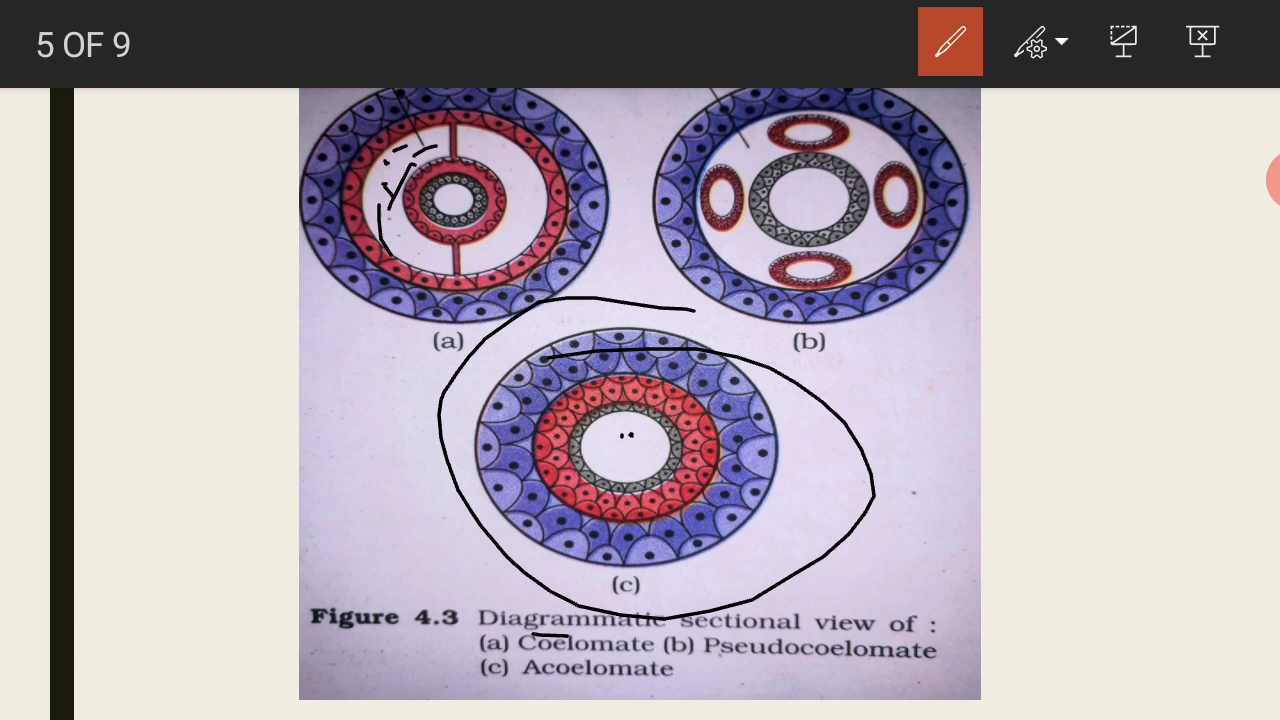 5 OF 9
(a)
(b)
(c)
Figure 4.3 Diagrammatic sectional view of :
(a) Coelomate (b) Pseudocoelomate
(c) Acoelomate